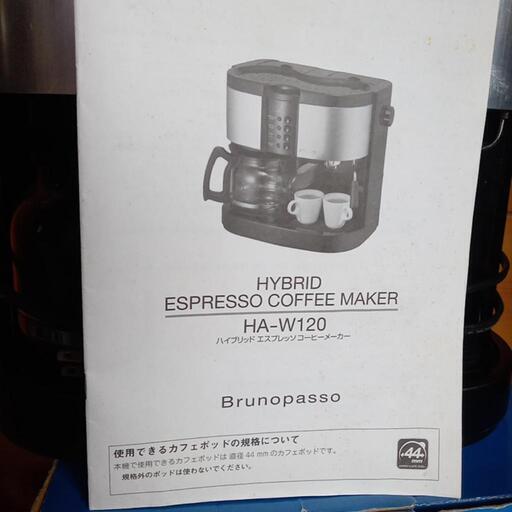 HYBRID
ESPRESSO COFFEE MAKER
HA-W120
ハイブリッド エスプレッソコーヒーメーカー
Brunopasso
使用できるカフェポッドの規格について
本機で使用できるカフェポッドは 直径 44 mm のカフェポッドです。
規格外のポッドは使わないでください。
44
mm